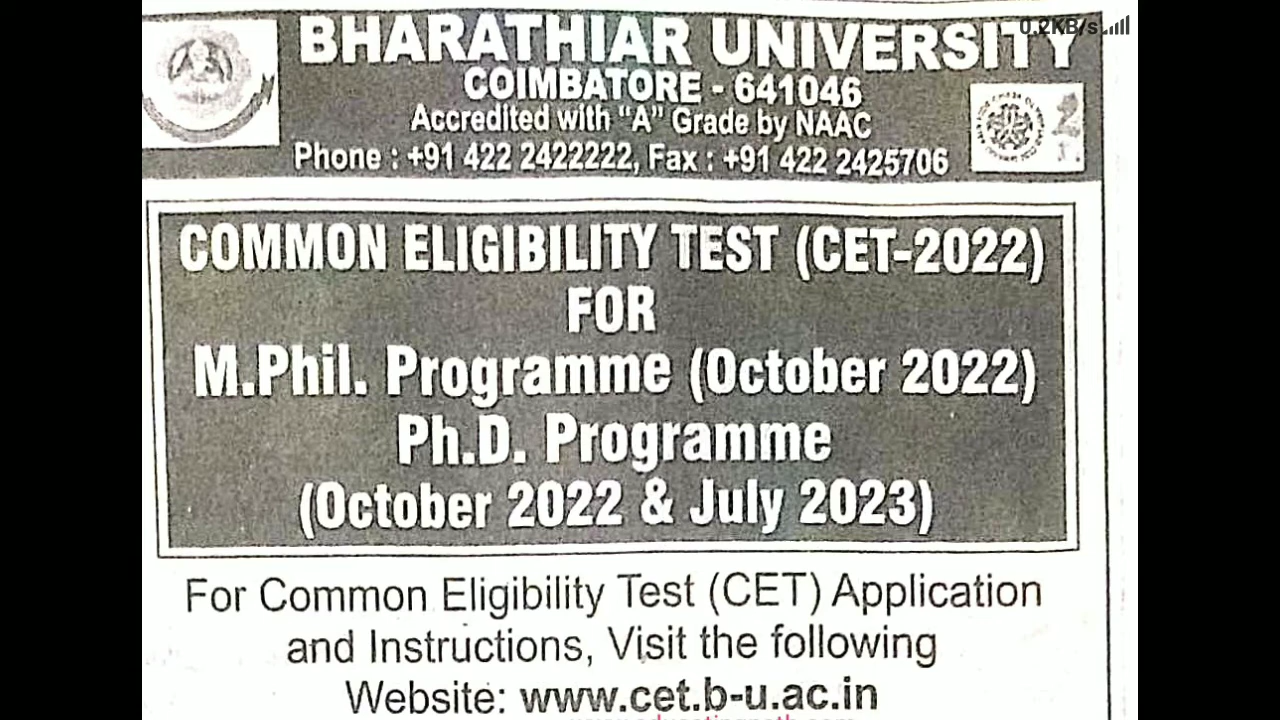 0.2KB/s
BHARATHIAR UNIVERSITY
COIMBATORE - 641046
Accredited with “A” Grade by NAAC
Phone : +91 422 2422222, Fax : +91 422 2425706
COMMON ELIGIBILITY TEST (CET-2022)
FOR
M.Phil. Programme (October 2022)
Ph.D. Programme
(October 2022 & July 2023)
For Common Eligibility Test (CET) Application
and Instructions, Visit the following
Website: www.cet.b-u.ac.in